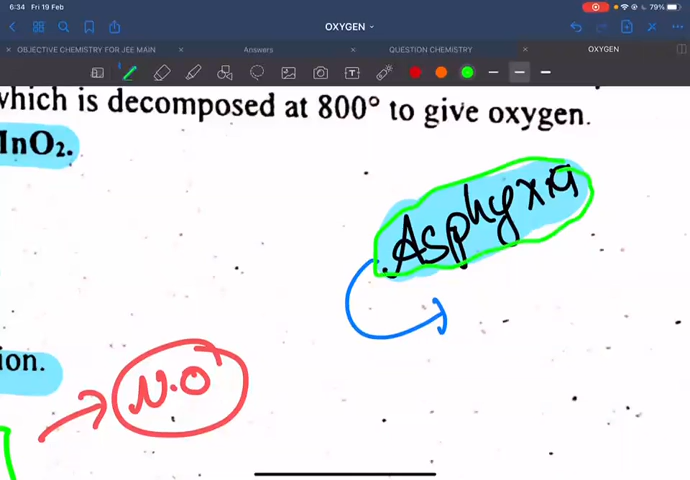 6:34 Fri 19 Feb
79%
OXYGEN
OBJECTIVE CHEMISTRY FOR JEE MAIN
Answers
QUESTION CHEMISTRY
OXYGEN
which is decomposed at 800° to give oxygen.
InO₂.
Asphyxia
ion.
N.O